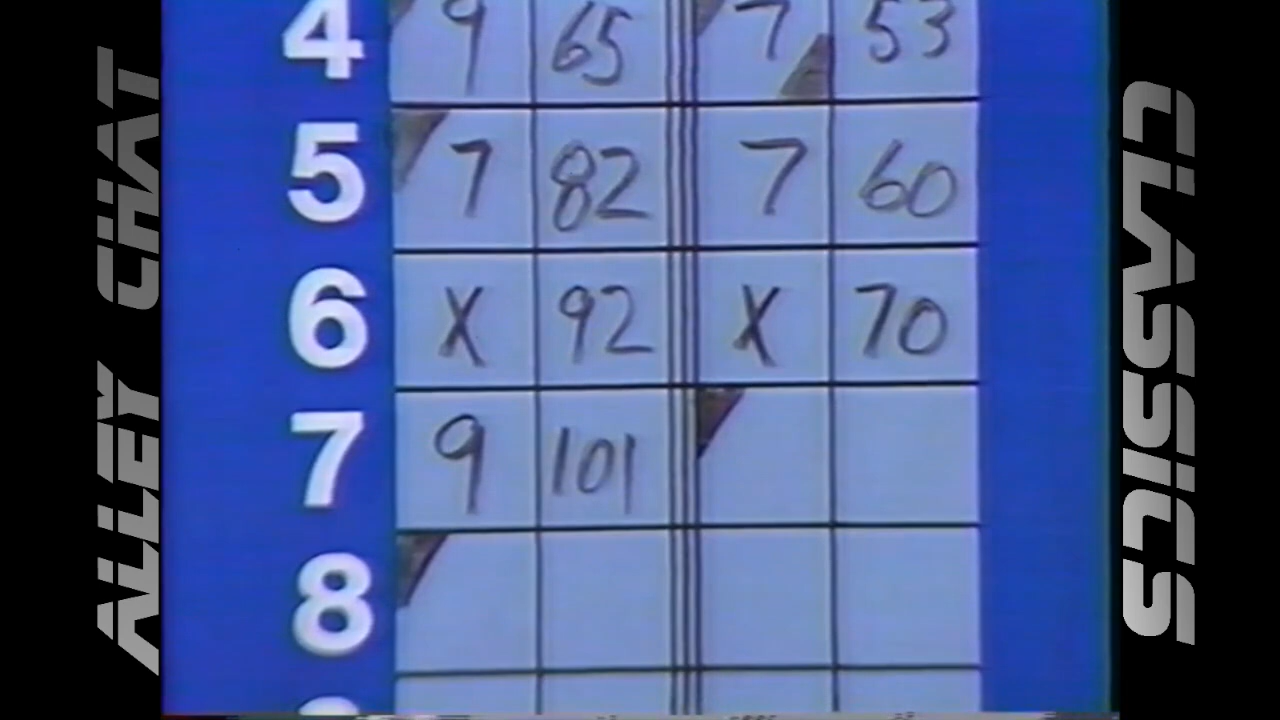 ALLEY CHAT
4 9 65 7 53
5 7 82 7 60
6 X 92 X 70
7 9 101
8
CLASSICS